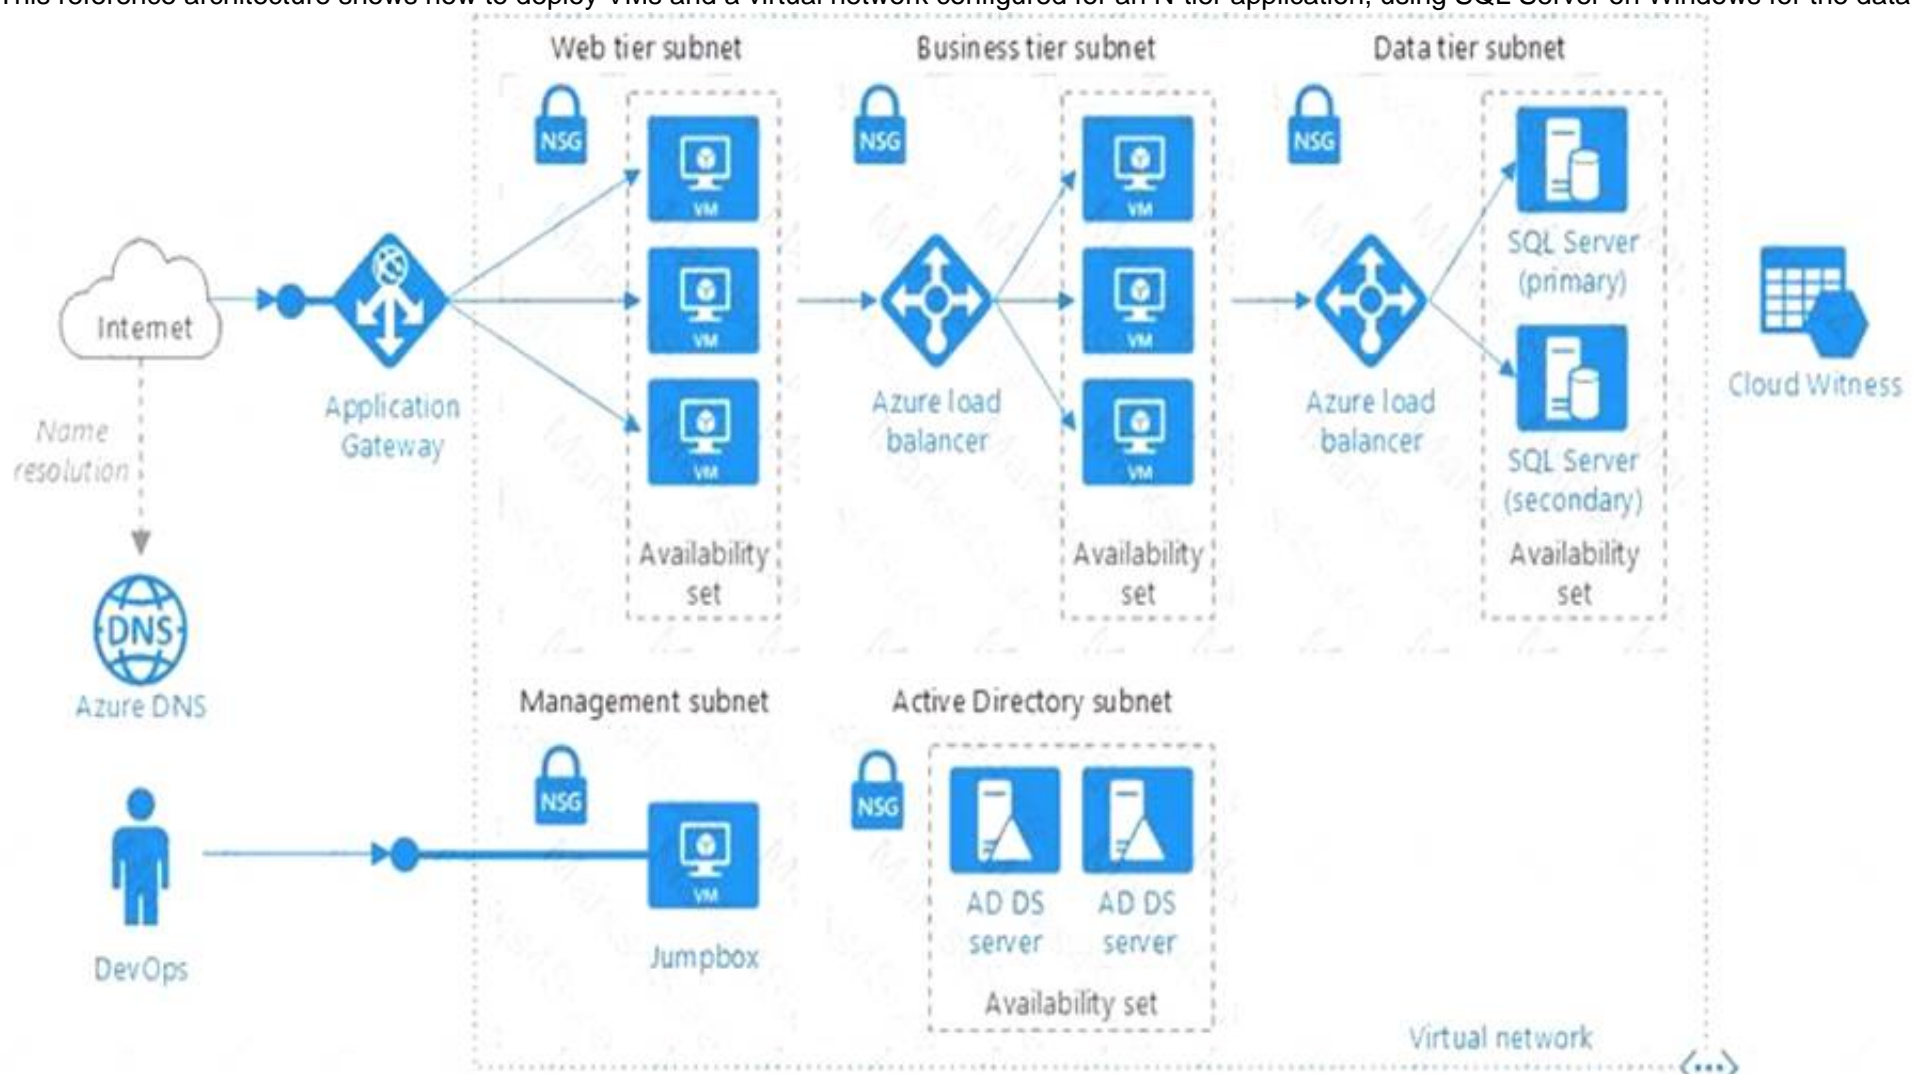 This reference architecture shows how to deploy VMs and a virtual network configured for an N-tier application, using SQL Server on Windows for the data
Web tier subnet
Business tier subnet
Data tier subnet
NSG
NSG
NSG
VM
VM
VM
VM
VM
VM
SQL Server
(primary)
SQL Server
(secondary)
Internet
Application
Gateway
Azure load
balancer
Azure load
balancer
Cloud Witness
Name
resolution
Availability
set
Availability
set
Availability
set
DNS
Azure DNS
Management subnet
Active Directory subnet
NSG
NSG
VM
Jumpbox
AD DS
server
AD DS
server
DevOps
Availability set
Virtual network